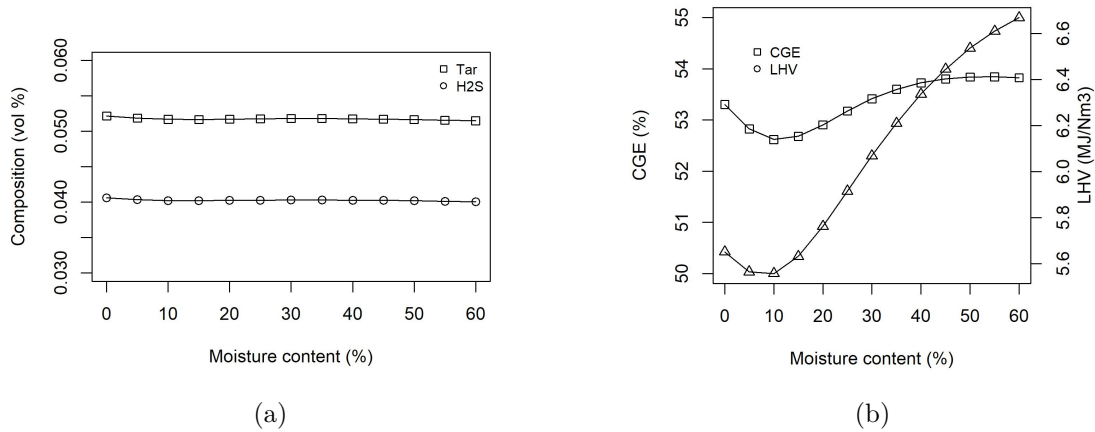 Composition (vol %)
0.030
0.040
0.050
0.060
Tar
H2S
0 10 20 30 40 50 60
Moisture content (%)
(a)
CGE (%)
50
51
52
53
54
55
CGE
LHV
5.6
5.8
6.0
6.2
6.4
6.6
LHV (MJ/Nm3)
0 10 20 30 40 50 60
Moisture content (%)
(b)